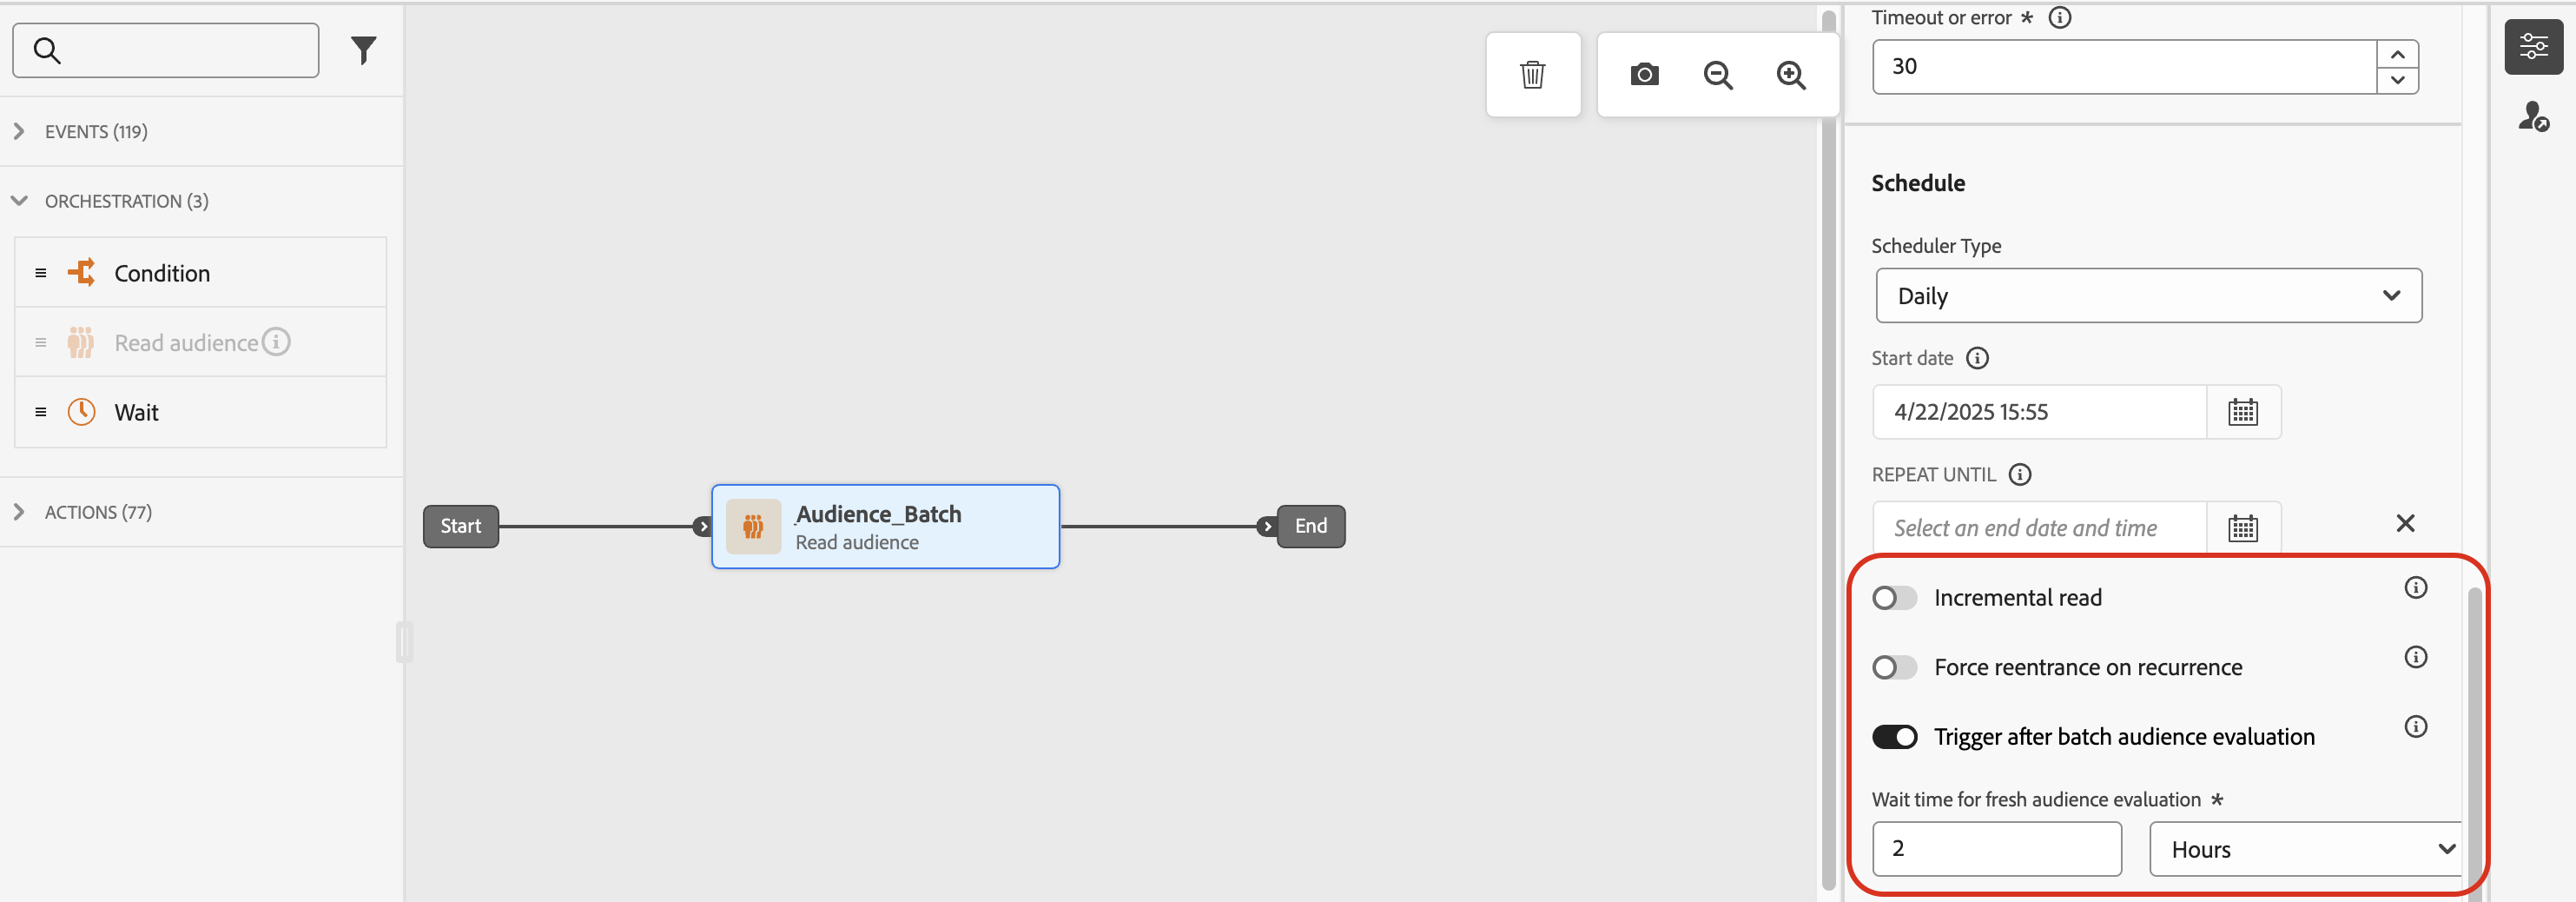 EVENTS (119)
ORCHESTRATION (3)
Condition
Read audience
Wait
ACTIONS (77)
Start
Audience_Batch
Read audience
End
Timeout or error *
30
Schedule
Scheduler Type
Daily
Start date
4/22/2025 15:55
REPEAT UNTIL
Select an end date and time
Incremental read
Force reentrance on recurrence
Trigger after batch audience evaluation
Wait time for fresh audience evaluation *
2
Hours